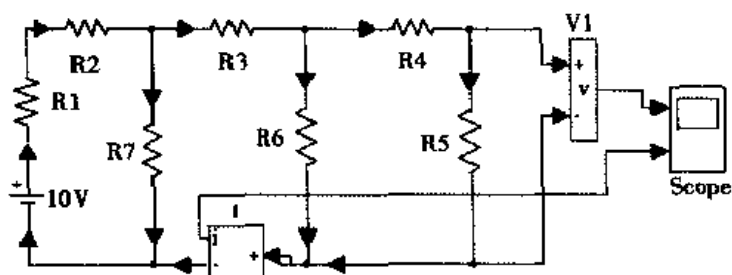 V1
R2
R3
R4
+
v
-
R1
R7
R6
R5
+
10V
I
i
+
-
Scope